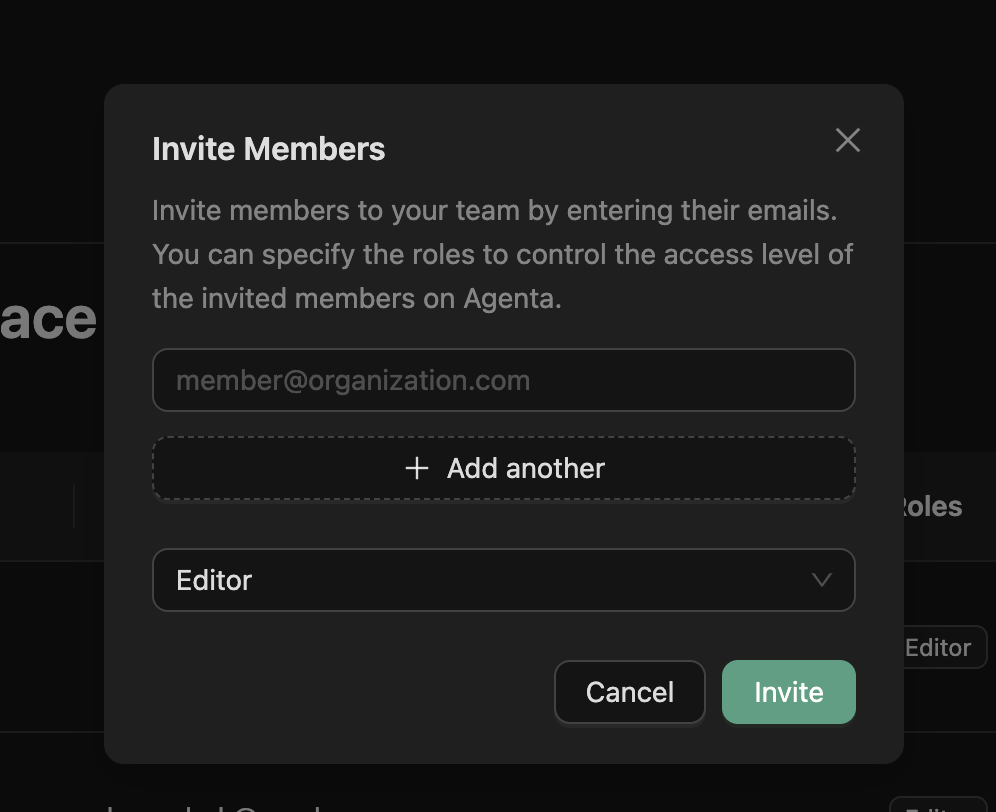 Invite Members
Invite members to your team by entering their emails.
You can specify the roles to control the access level of
the invited members on Agenta.
ace
member@organization.com
Add another
Roles
Editor
Editor
Cancel
Invite